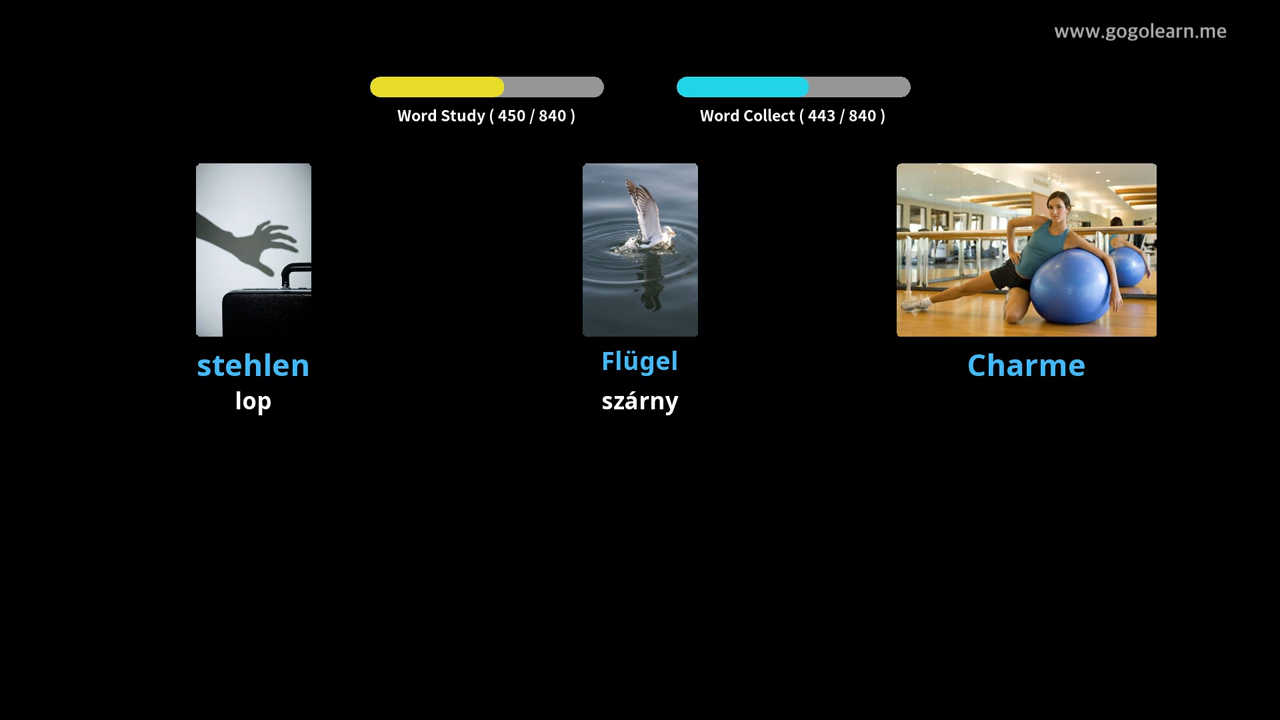 www.gogolearn.me
Word Study ( 450 / 840 )
Word Collect ( 443 / 840 )
stehlen
lop
Flügel
szárny
Charme